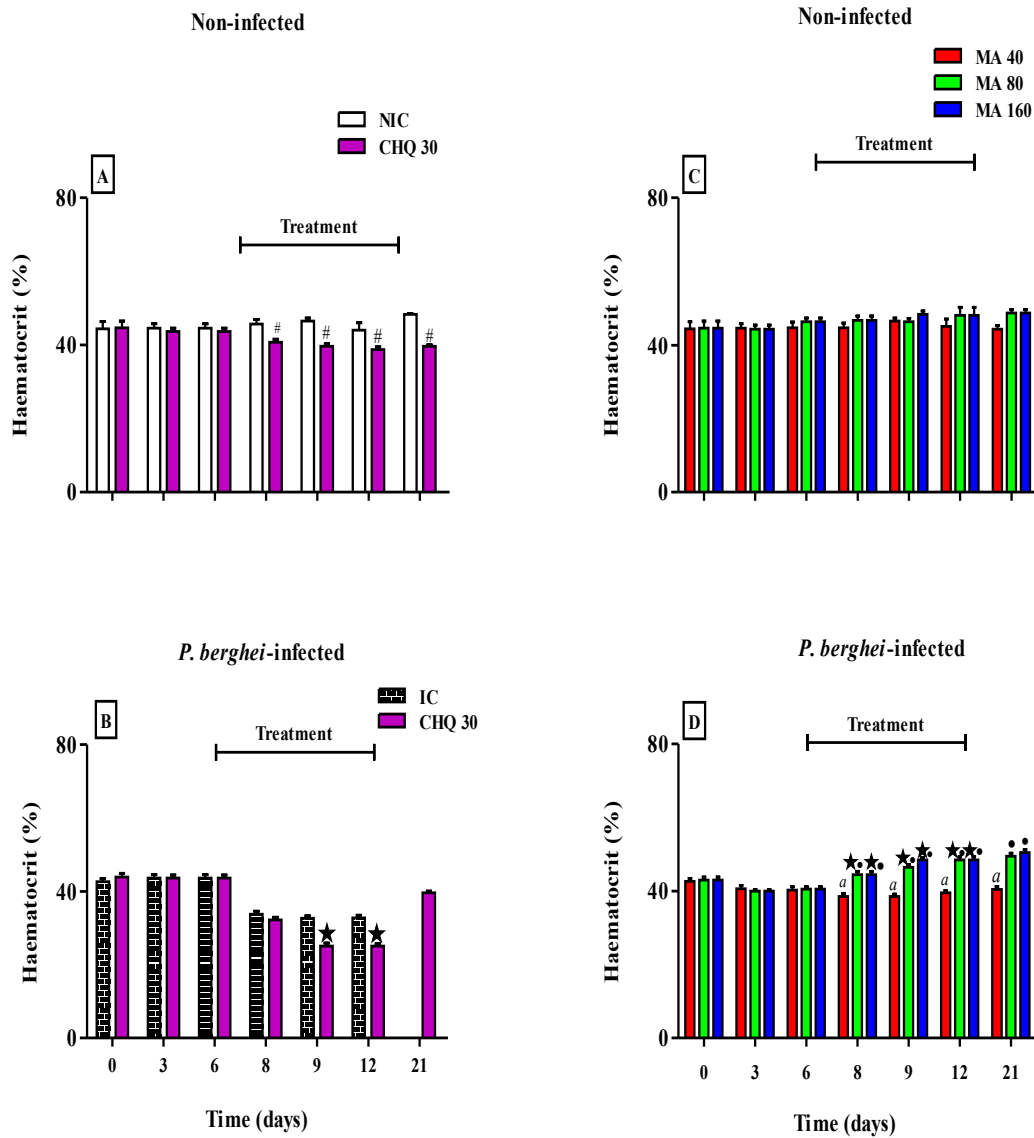 Non-infected
NIC
CHQ 30
A
Treatment
80
40
0
Haematocrit (%)
#
#
#
#
Non-infected
MA 40
MA 80
MA 160
C
Treatment
80
40
0
Haematocrit (%)
P. berghei-infected
IC
CHQ 30
B
Treatment
80
40
0
Haematocrit (%)
★
★
0 3 6 8 9 12 21
Time (days)
P. berghei-infected
D
Treatment
80
40
0
Haematocrit (%)
★• ★• ★• ★• ★• ★• • •
a a a a
0 3 6 8 9 12 21
Time (days)